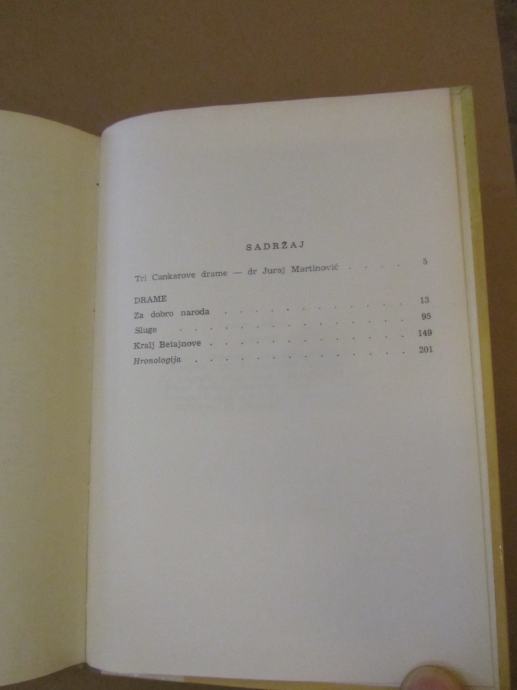 SADRŽAJ
Tri Cankarove drame — dr Juraj Martinović . . . . 5
DRAME
Za dobro naroda . . . . . . . . . . . 13
Sluge . . . . . . . . . . . . . 95
Kralj Betajnove . . . . . . . . . . . 149
Hronologija . . . . . . . . . . . . 201